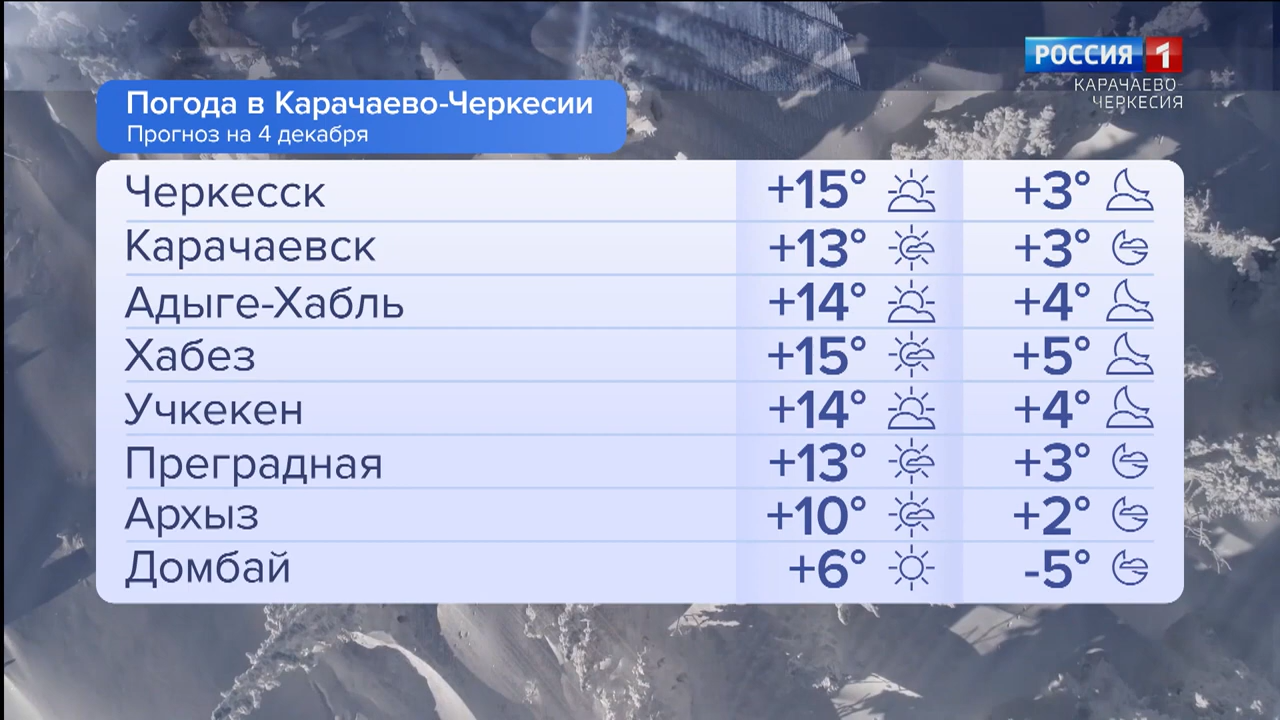 РОССИЯ 1
КАРАЧАЕВО-
ЧЕРКЕСИЯ
Погода в Карачаево-Черкесии
Прогноз на 4 декабря
Черкесск +15° +3°
Карачаевск +13° +3°
Адыге-Хабль +14° +4°
Хабез +15° +5°
Учкекен +14° +4°
Преградная +13° +3°
Архыз +10° +2°
Домбай +6° -5°